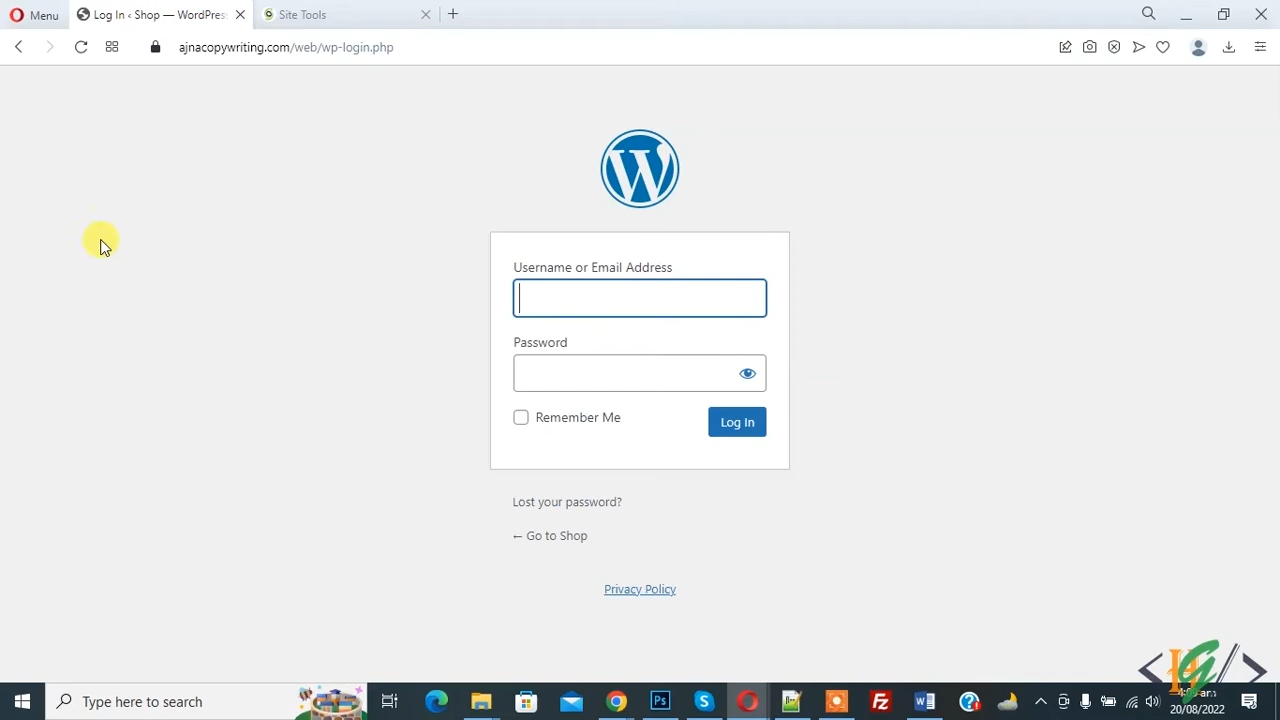 Menu
Log In ‹ Shop — WordPress
Site Tools
ajnacopywriting.com/web/wp-login.php
Username or Email Address
Password
Remember Me
Log In
Lost your password?
← Go to Shop
Privacy Policy
Type here to search
20/08/2022